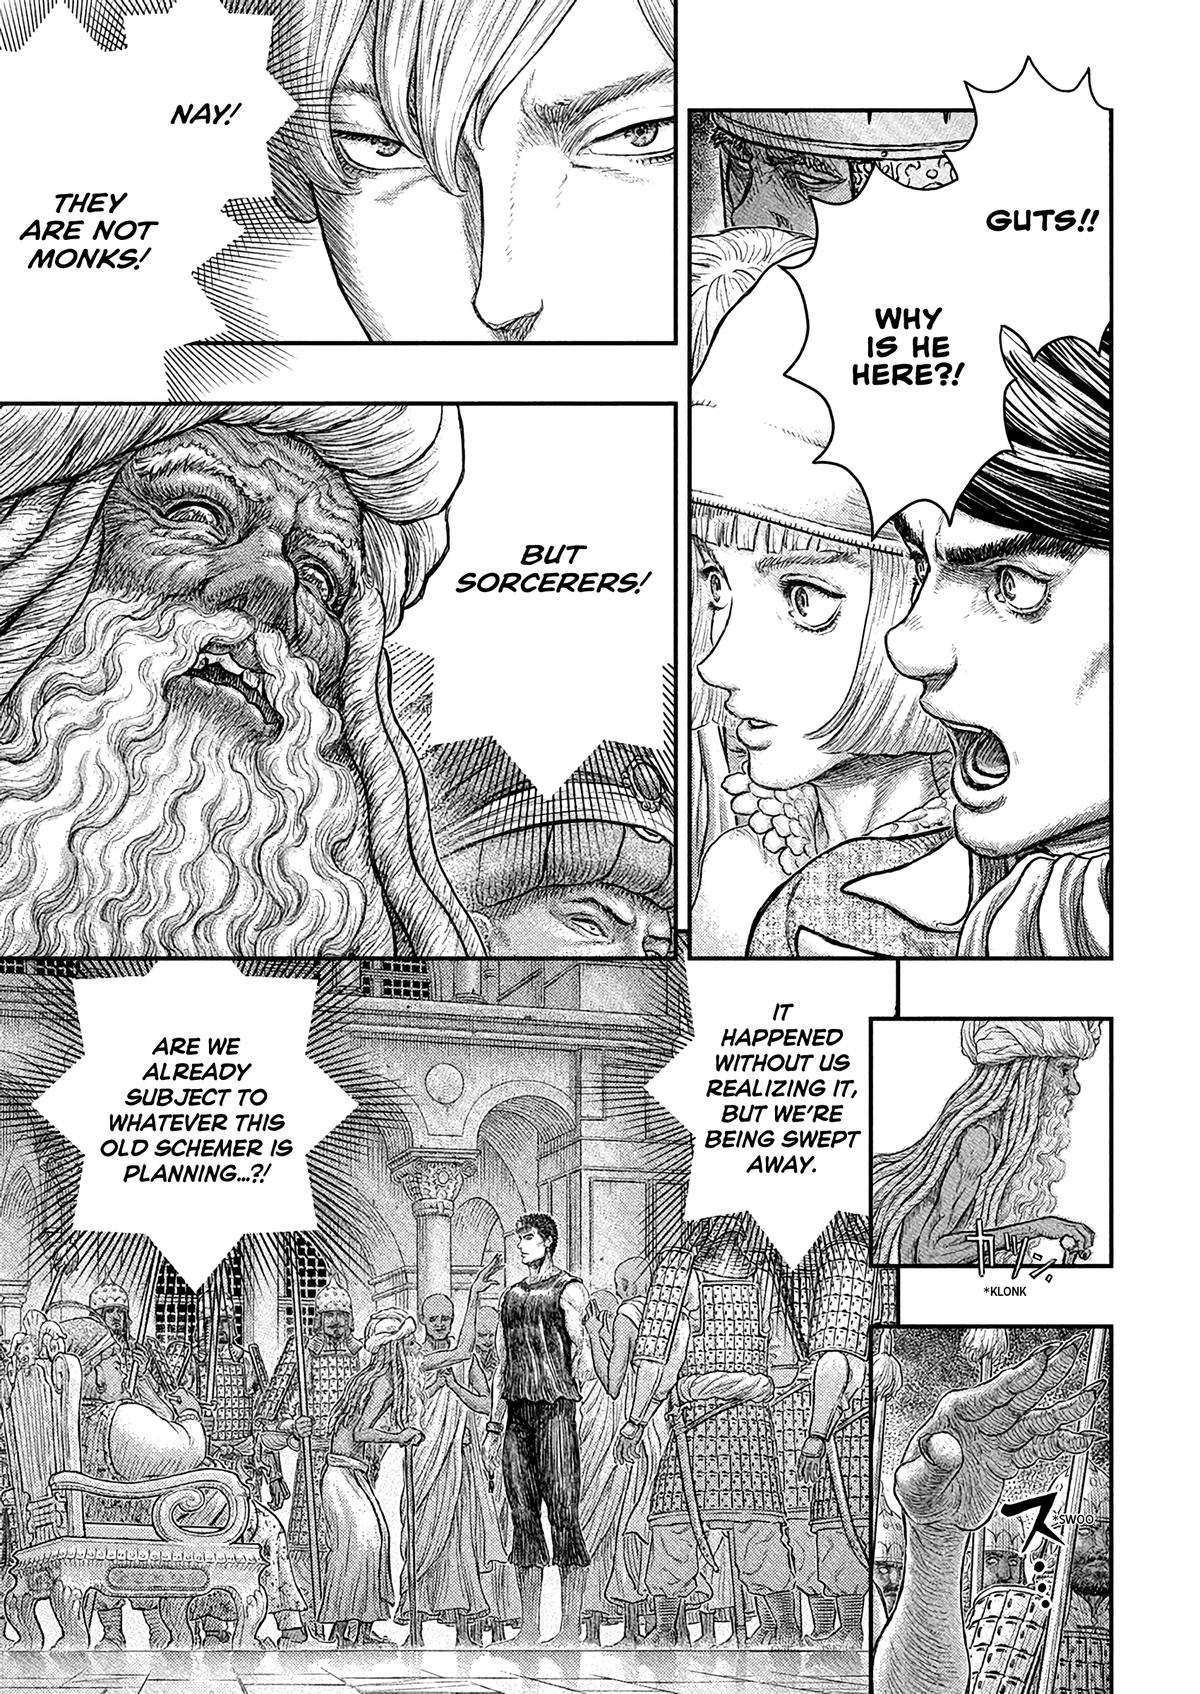 GUTS!!
WHY
IS HE
HERE?!
NAY!
THEY
ARE NOT
MONKS!
BUT
SORCERERS!
カツン
*KLONK
ス…
*SWOO
IT
HAPPENED
WITHOUT US
REALIZING IT,
BUT WE'RE
BEING SWEPT
AWAY.
ARE WE
ALREADY
SUBJECT TO
WHATEVER THIS
OLD SCHEMER IS
PLANNING...?!